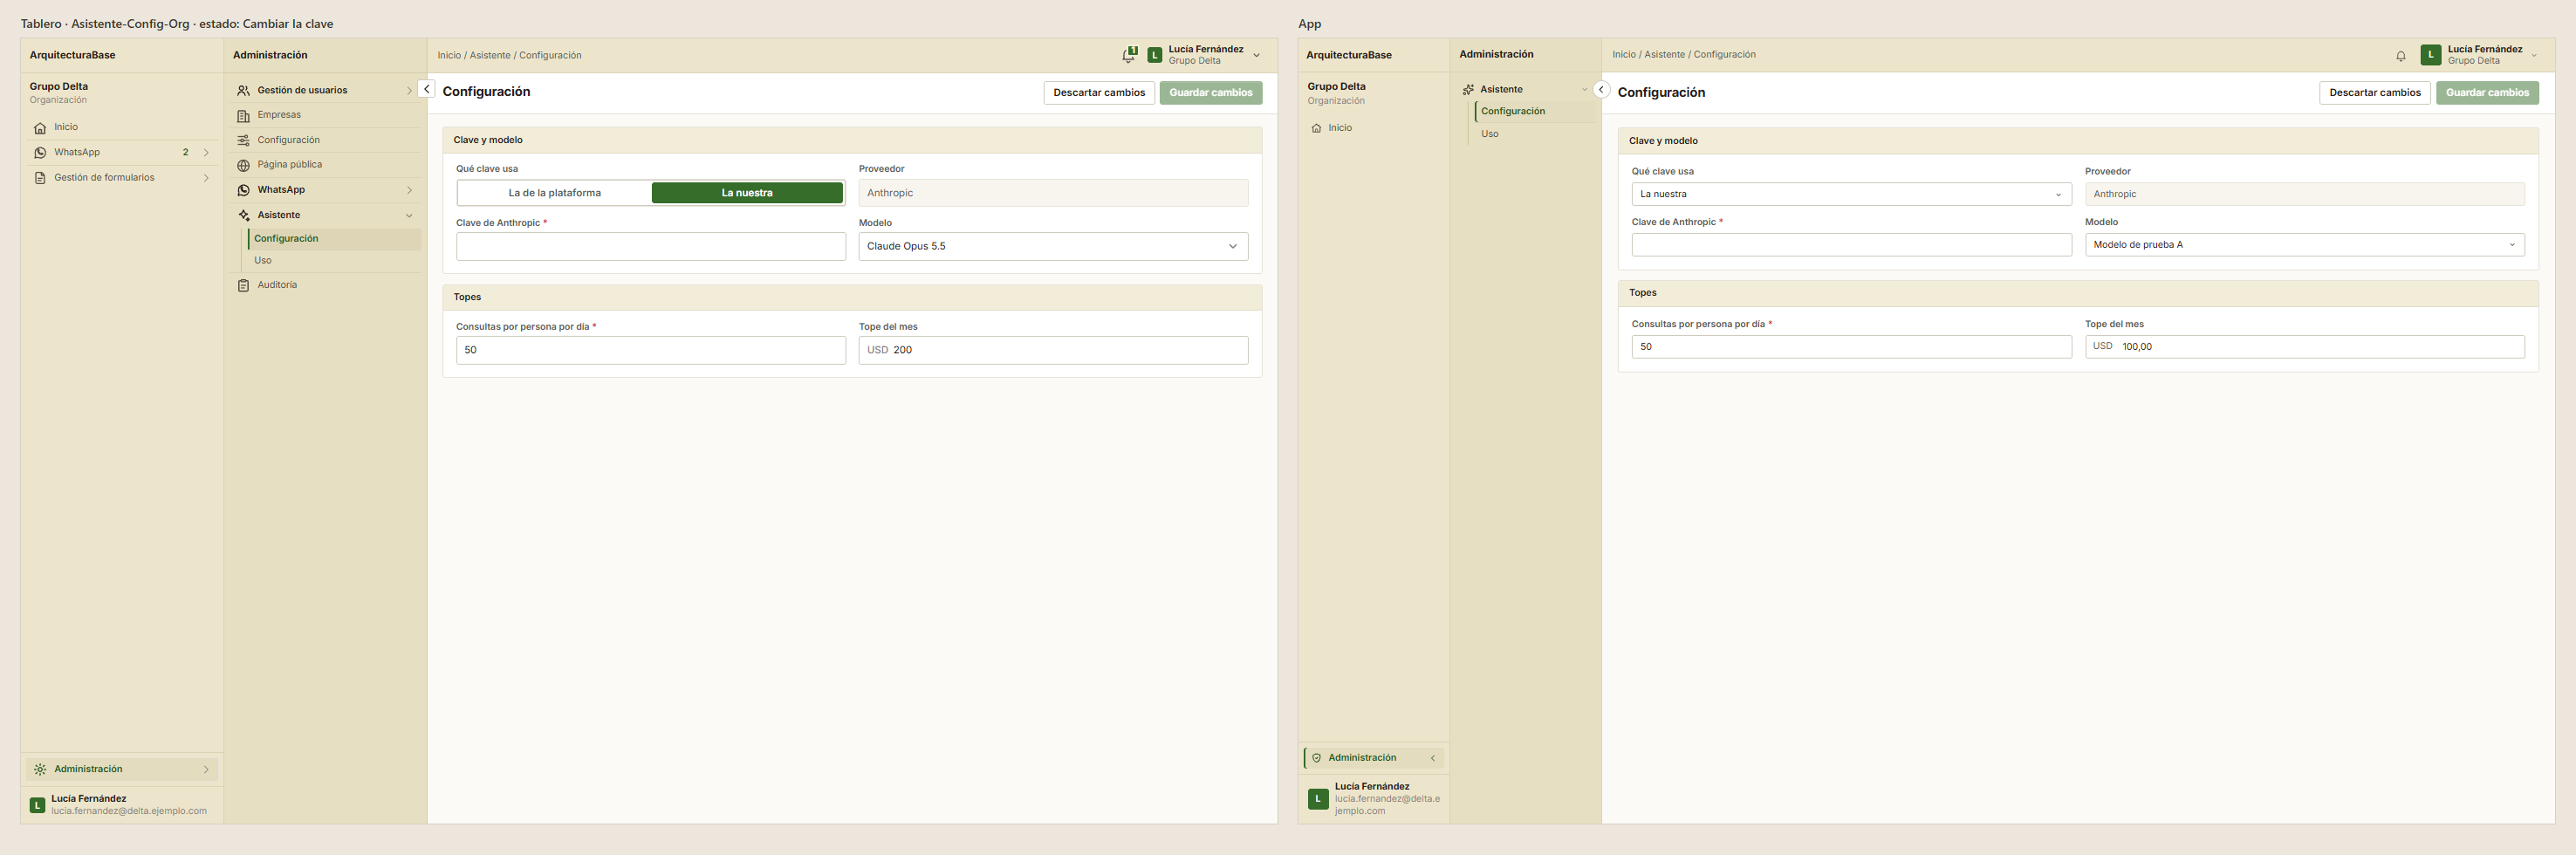 Tablero · Asistente-Config-Org · estado: Cambiar la clave
ArquitecturaBase
Grupo Delta
Organización
Inicio
WhatsApp 2
Gestión de formularios
Administración
Lucía Fernández
lucia.fernandez@delta.ejemplo.com
Administración
Gestión de usuarios
Empresas
Configuración
Página pública
WhatsApp
Asistente
Configuración
Uso
Auditoría
Inicio / Asistente / Configuración
1
L
Lucía Fernández
Grupo Delta
Configuración
Descartar cambios
Guardar cambios
Clave y modelo
Qué clave usa
La de la plataforma
La nuestra
Proveedor
Anthropic
Clave de Anthropic *
Modelo
Claude Opus 5.5
Topes
Consultas por persona por día *
50
Tope del mes
USD 200
L
App
ArquitecturaBase
Grupo Delta
Organización
Inicio
Administración
L
Lucía Fernández
lucia.fernandez@delta.e
jemplo.com
Administración
Asistente
Configuración
Uso
Inicio / Asistente / Configuración
L
Lucía Fernández
Grupo Delta
Configuración
Descartar cambios
Guardar cambios
Clave y modelo
Qué clave usa
La nuestra
Proveedor
Anthropic
Clave de Anthropic *
Modelo
Modelo de prueba A
Topes
Consultas por persona por día *
50
Tope del mes
USD 100,00